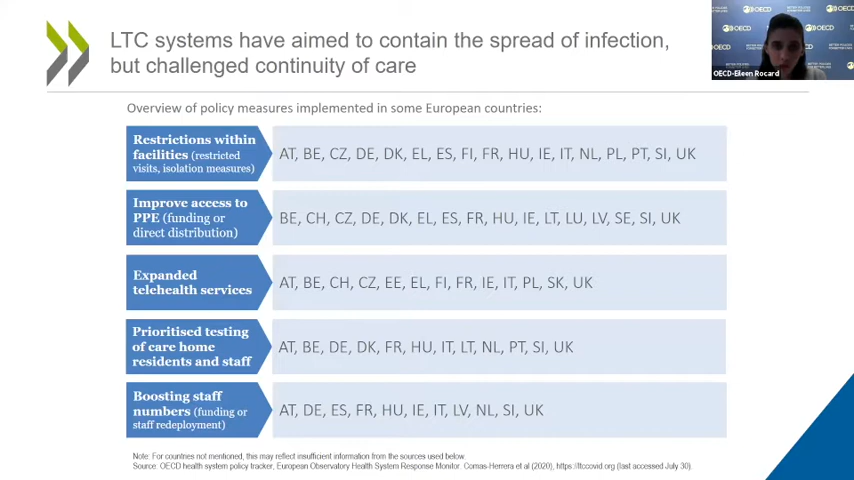 LTC systems have aimed to contain the spread of infection,
but challenged continuity of care
OECD
OECD-Eileen Rocard
Overview of policy measures implemented in some European countries:
Restrictions within
facilities (restricted
visits, isolation measures)
AT, BE, CZ, DE, DK, EL, ES, FI, FR, HU, IE, IT, NL, PL, PT, SI, UK
Improve access to
PPE (funding or
direct distribution)
BE, CH, CZ, DE, DK, EL, ES, FR, HU, IE, LT, LU, LV, SE, SI, UK
Expanded
telehealth services
AT, BE, CH, CZ, EE, EL, FI, FR, IE, IT, PL, SK, UK
Prioritised testing
of care home
residents and staff
AT, BE, DE, DK, FR, HU, IT, LT, NL, PT, SI, UK
Boosting staff
numbers (funding or
staff redeployment)
AT, DE, ES, FR, HU, IE, IT, LV, NL, SI, UK
Note: For countries not mentioned, this may reflect insufficient information from the sources used below.
Source: OECD health system policy tracker, European Observatory Health System Response Monitor. Comas-Herrera et al (2020), https://ltccovid.org (last accessed July 30).